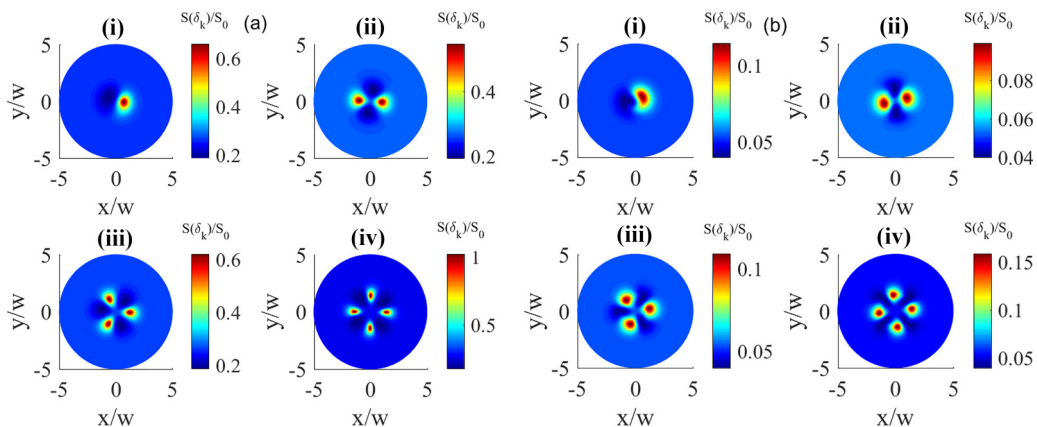 (i) S(δk)/S0 (a)
5
0
-5
y/w
-5 0 5
x/w
0.6
0.4
0.2
(ii) S(δk)/S0
5
0
-5
y/w
-5 0 5
x/w
0.4
0.2
(i) S(δk)/S0 (b)
5
0
-5
y/w
-5 0 5
x/w
0.1
0.05
(ii) S(δk)/S0
5
0
-5
y/w
-5 0 5
x/w
0.08
0.06
0.04
(iii) S(δk)/S0
5
0
-5
y/w
-5 0 5
x/w
0.6
0.4
0.2
(iv) S(δk)/S0
5
0
-5
y/w
-5 0 5
x/w
1
0.5
(iii) S(δk)/S0
5
0
-5
y/w
-5 0 5
x/w
0.1
0.05
(iv) S(δk)/S0
5
0
-5
y/w
-5 0 5
x/w
0.15
0.1
0.05